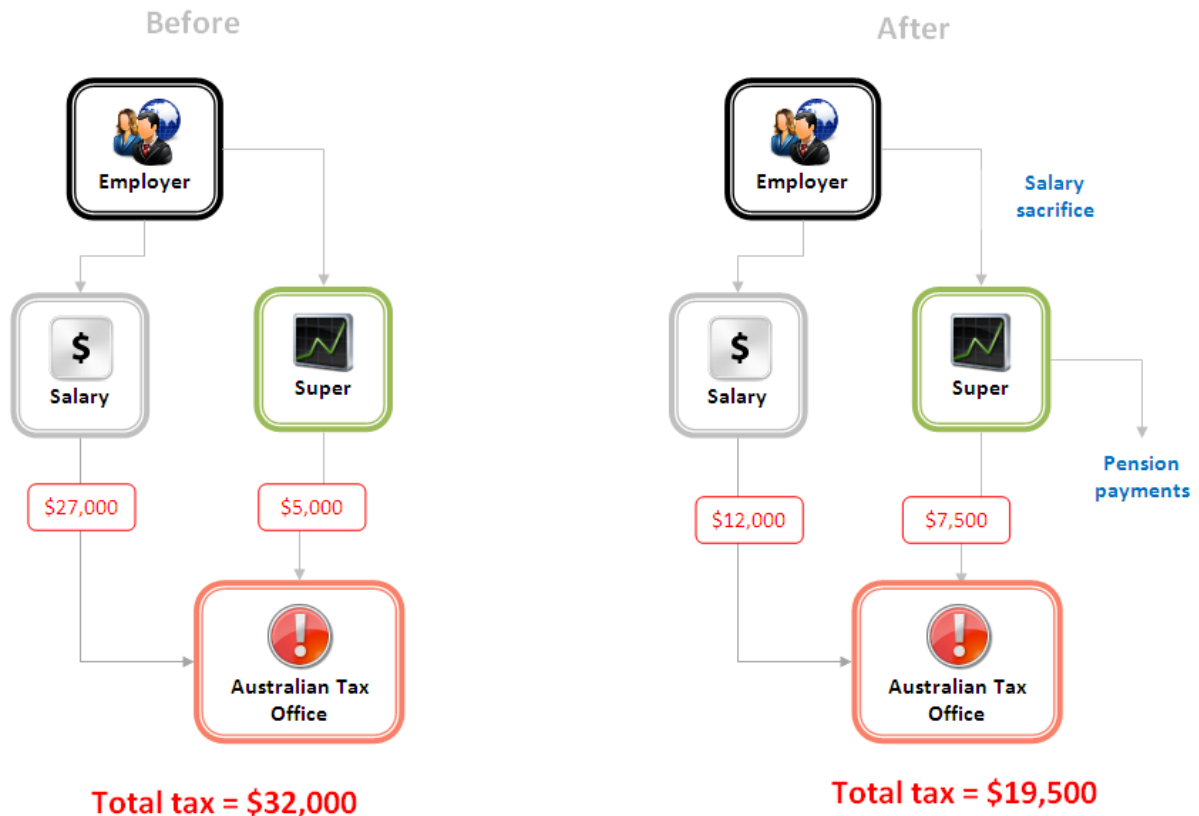 Before
Employer
$
Salary
Super
$27,000
$5,000
!
Australian Tax
Office
Total tax = $32,000
After
Employer
Salary
sacrifice
$
Salary
Super
Pension
payments
$12,000
$7,500
!
Australian Tax
Office
Total tax = $19,500